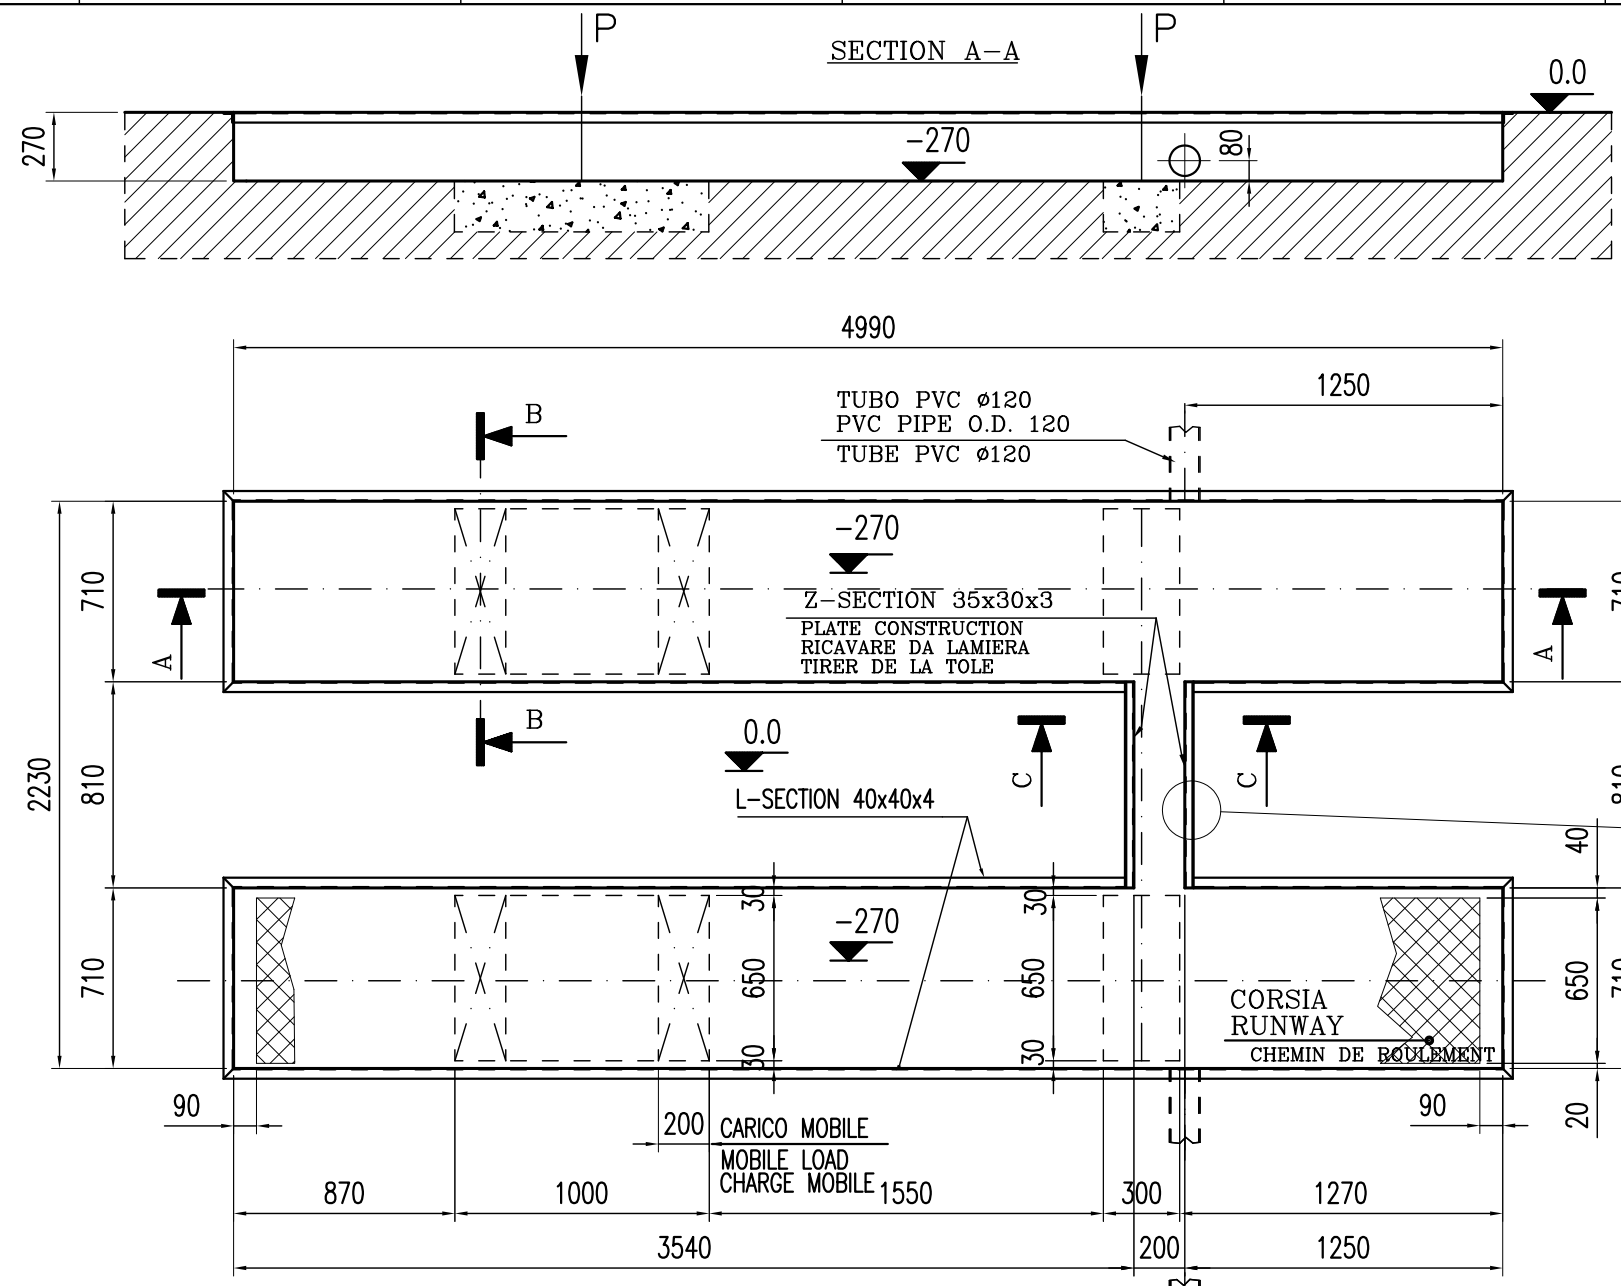 P
P
SECTION A-A
0.0
270
-270
80
4990
1250
TUBO PVC ø120
PVC PIPE O.D. 120
TUBE PVC ø120
B
-270
710
710
Z-SECTION 35x30x3
PLATE CONSTRUCTION
RICAVARE DA LAMIERA
TIRER DE LA TOLE
A
A
B
0.0
C
C
2230
810
810
L-SECTION 40x40x4
40
30
30
-270
710
650
650
650
710
CORSIA
RUNWAY
CHEMIN DE ROULEMENT
30
30
90
90
20
200
CARICO MOBILE
MOBILE LOAD
CHARGE MOBILE
870
1000
1550
300
1270
3540
200
1250